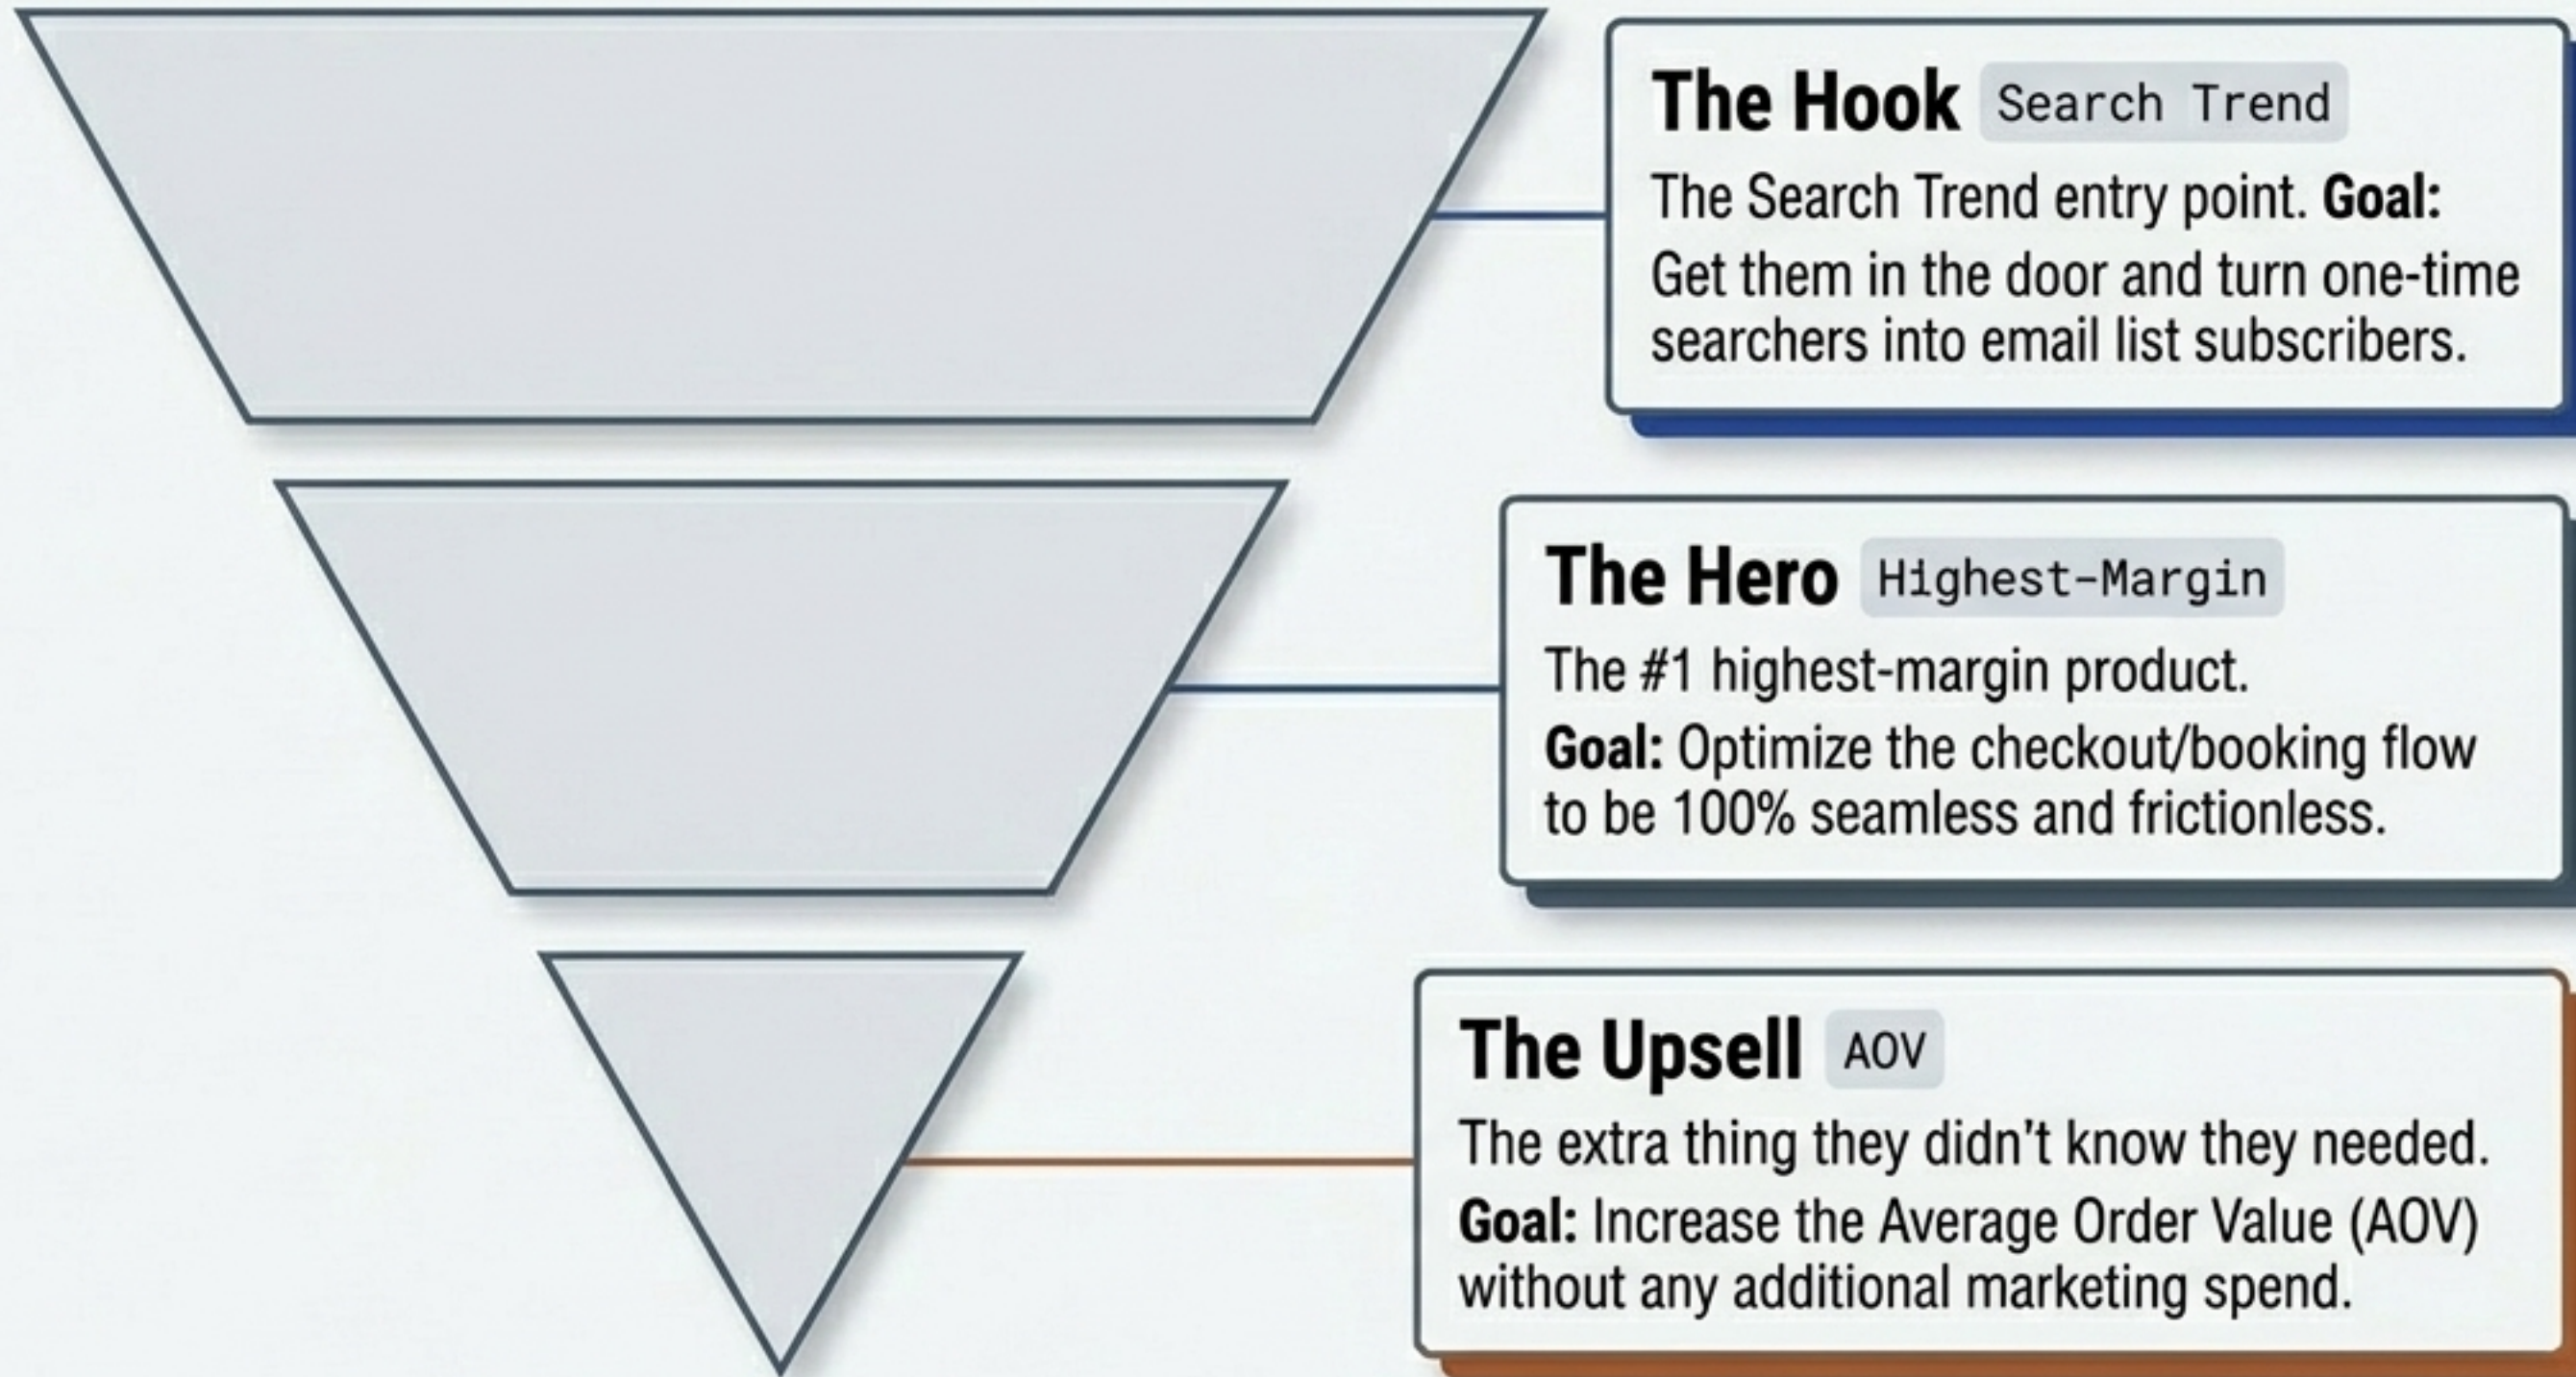 The Hook Search Trend
The Search Trend entry point. Goal:
Get them in the door and turn one-time
searchers into email list subscribers.
The Hero Highest-Margin
The #1 highest-margin product.
Goal: Optimize the checkout/booking flow
to be 100% seamless and frictionless.
The Upsell AOV
The extra thing they didn't know they needed.
Goal: Increase the Average Order Value (AOV)
without any additional marketing spend.